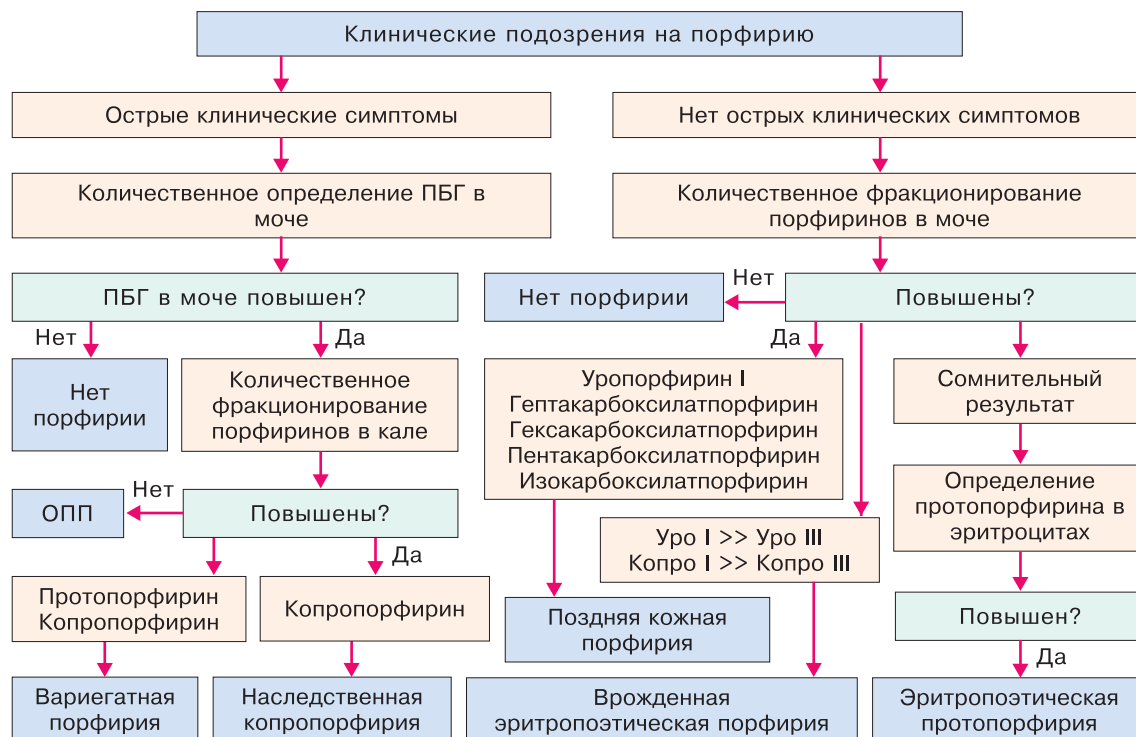 Клинические подозрения на порфирию
Острые клинические симптомы
Нет острых клинических симптомов
Количественное определение ПБГ в
моче
Количественное фракционирование
порфиринов в моче
ПБГ в моче повышен?
Нет порфирии
Нет
Повышены?
Нет
Да
Да
Нет
порфирии
Количественное
фракционирование
порфиринов в кале
Уропорфирин I
Гептакарбоксилатпорфирин
Гексакарбоксилатпорфирин
Пентакарбоксилатпорфирин
Изокарбоксилатпорфирин
Сомнительный
результат
ОПП
Нет
Повышены?
Определение
протопорфирина в
эритроцитах
Уро I >> Уро III
Копро I >> Копро III
Да
Протопорфирин
Копропорфирин
Копропорфирин
Поздняя кожная
порфирия
Повышен?
Да
Вариегатная
порфирия
Наследственная
копропорфирия
Врожденная
эритропоэтическая порфирия
Эритропоэтическая
протопорфирия